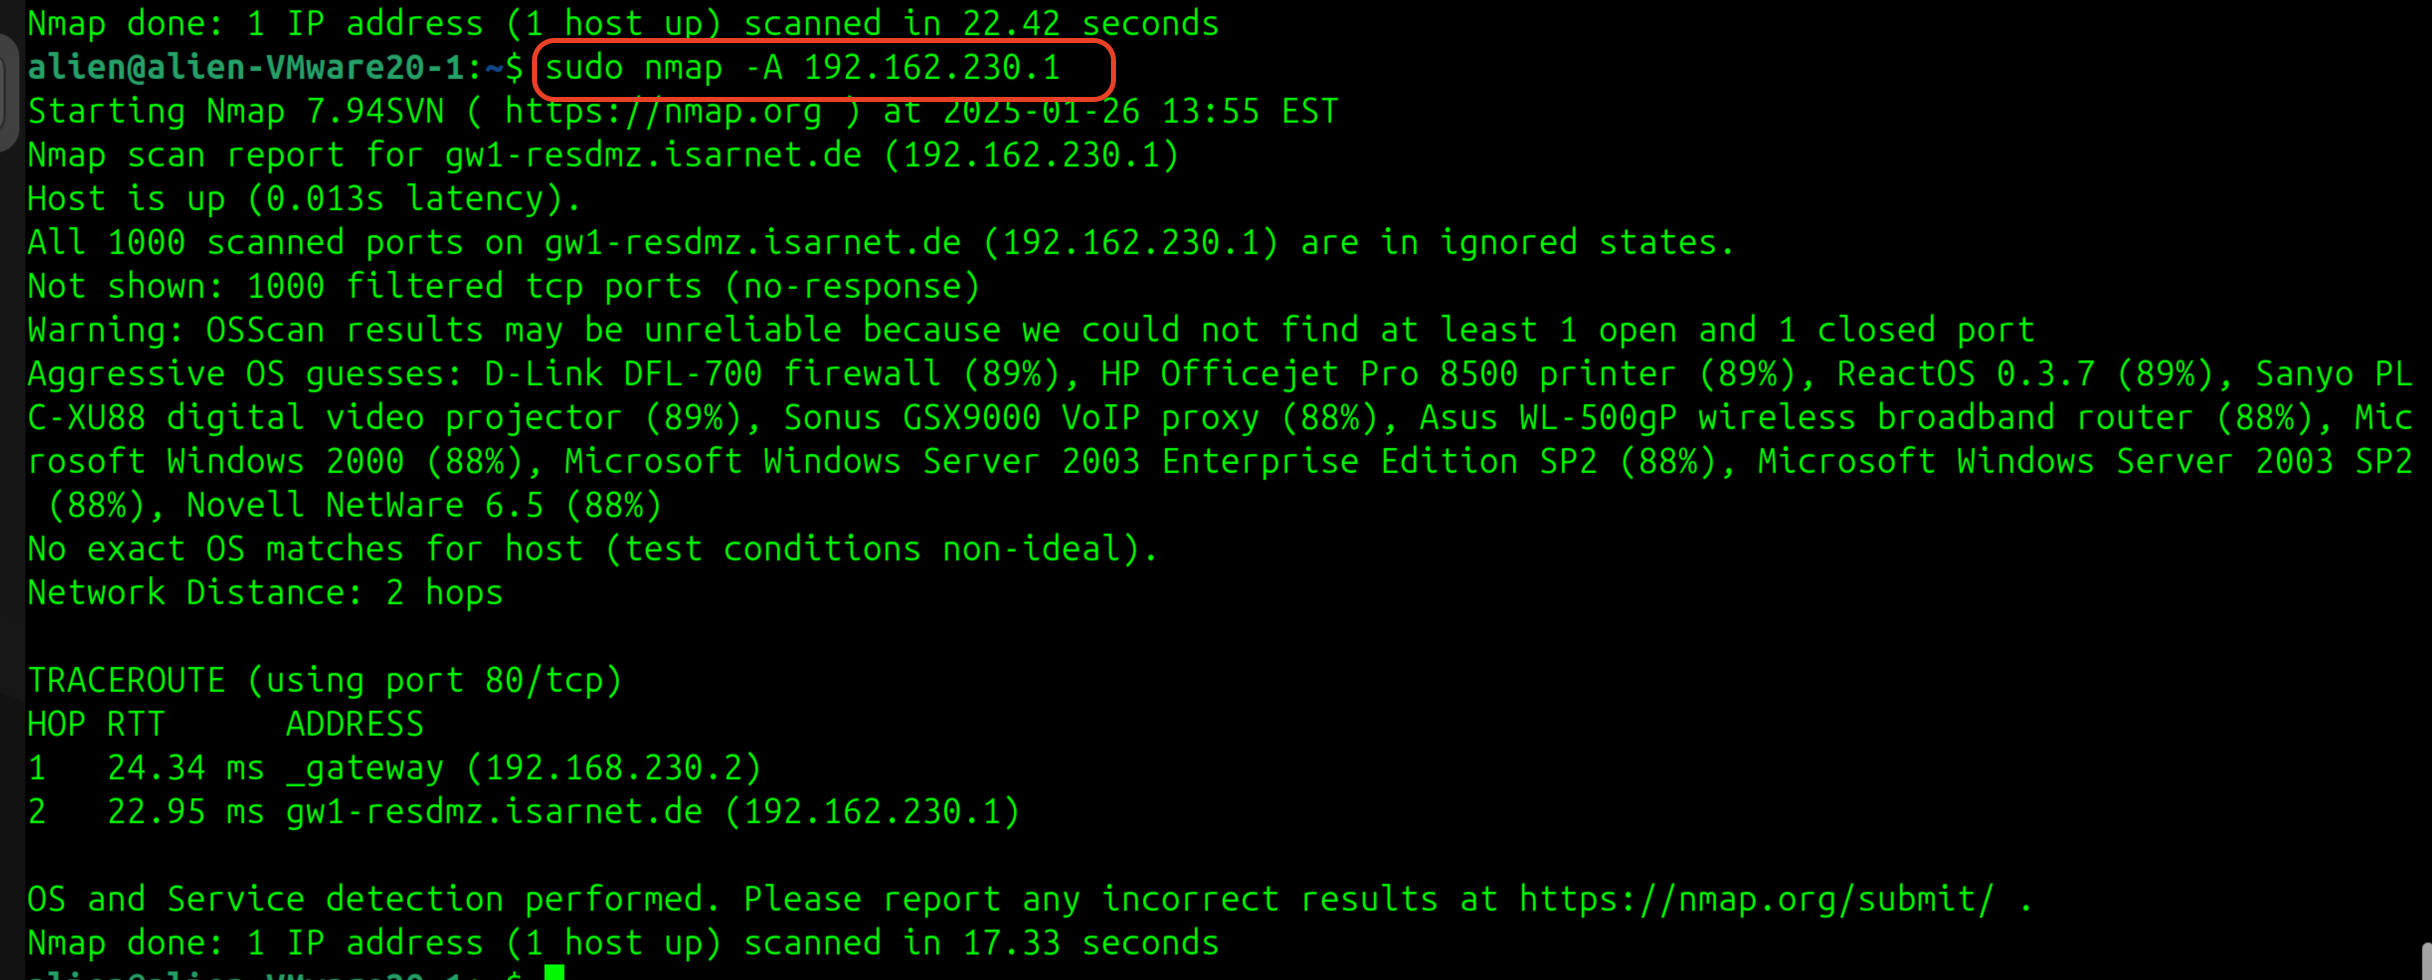 Nmap done: 1 IP address (1 host up) scanned in 22.42 seconds
alien@alien-VMware20-1:~$ sudo nmap -A 192.162.230.1
Starting Nmap 7.94SVN ( https://nmap.org ) at 2025-01-26 13:55 EST
Nmap scan report for gw1-resdmz.isarnet.de (192.162.230.1)
Host is up (0.013s latency).
All 1000 scanned ports on gw1-resdmz.isarnet.de (192.162.230.1) are in ignored states.
Not shown: 1000 filtered tcp ports (no-response)
Warning: OSScan results may be unreliable because we could not find at least 1 open and 1 closed port
Aggressive OS guesses: D-Link DFL-700 firewall (89%), HP Officejet Pro 8500 printer (89%), ReactOS 0.3.7 (89%), Sanyo PL
C-XU88 digital video projector (89%), Sonus GSX9000 VoIP proxy (88%), Asus WL-500gP wireless broadband router (88%), Mic
rosoft Windows 2000 (88%), Microsoft Windows Server 2003 Enterprise Edition SP2 (88%), Microsoft Windows Server 2003 SP2
 (88%), Novell NetWare 6.5 (88%)
No exact OS matches for host (test conditions non-ideal).
Network Distance: 2 hops

TRACEROUTE (using port 80/tcp)
HOP RTT      ADDRESS
1   24.34 ms _gateway (192.168.230.2)
2   22.95 ms gw1-resdmz.isarnet.de (192.162.230.1)

OS and Service detection performed. Please report any incorrect results at https://nmap.org/submit/ .
Nmap done: 1 IP address (1 host up) scanned in 17.33 seconds
alien@alien-VMware20-1:~$